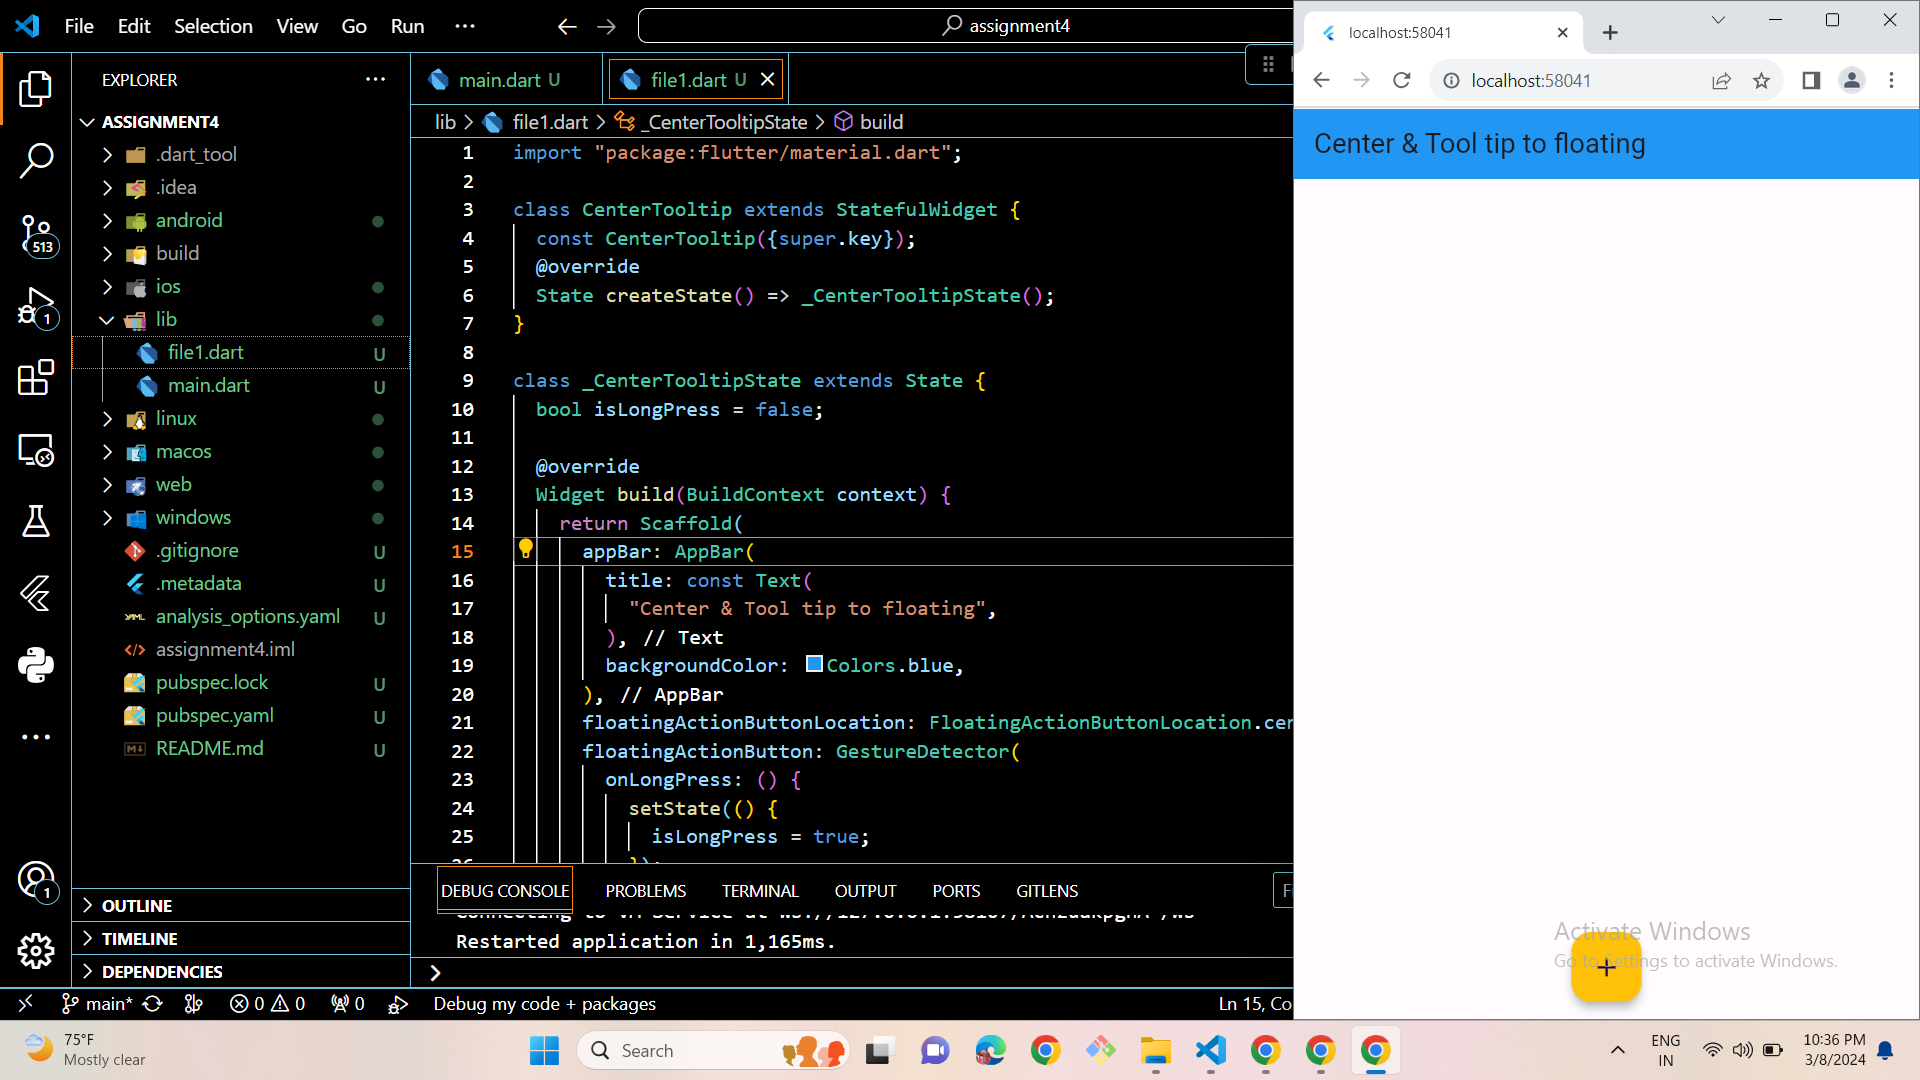 File Edit Selection View Go Run ···
assignment4
EXPLORER
ASSIGNMENT4
.dart_tool
.idea
android
build
ios
lib
file1.dart U
main.dart U
linux
macos
web
windows
.gitignore U
.metadata U
analysis_options.yaml U
assignment4.iml
pubspec.lock U
pubspec.yaml U
README.md U
OUTLINE
TIMELINE
DEPENDENCIES
513
1
1
main.dart U
file1.dart U
lib > file1.dart > _CenterTooltipState > build
1 import "package:flutter/material.dart";
2
3 class CenterTooltip extends StatefulWidget {
4 const CenterTooltip({super.key});
5 @override
6 State createState() => _CenterTooltipState();
7 }
8
9 class _CenterTooltipState extends State {
10 bool isLongPress = false;
11
12 @override
13 Widget build(BuildContext context) {
14 return Scaffold(
15 appBar: AppBar(
16 title: const Text(
17 "Center & Tool tip to floating",
18 ), // Text
19 backgroundColor: Colors.blue,
20 ), // AppBar
21 floatingActionButtonLocation: FloatingActionButtonLocation.cen
22 floatingActionButton: GestureDetector(
23 onLongPress: () {
24 setState(() {
25 isLongPress = true;
DEBUG CONSOLE PROBLEMS TERMINAL OUTPUT PORTS GITLENS
Restarted application in 1,165ms.
main* 0 0 0 Debug my code + packages
Ln 15, Co
localhost:58041
localhost:58041
Center & Tool tip to floating
Activate Windows
Go to Settings to activate Windows.
+
75°F
Mostly clear
Search
ENG
IN
10:36 PM
3/8/2024